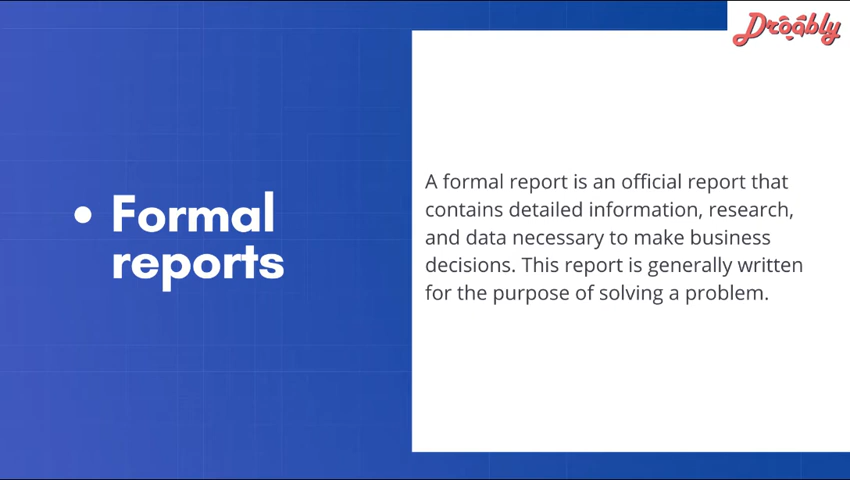 Droably
• Formal
reports
A formal report is an official report that
contains detailed information, research,
and data necessary to make business
decisions. This report is generally written
for the purpose of solving a problem.